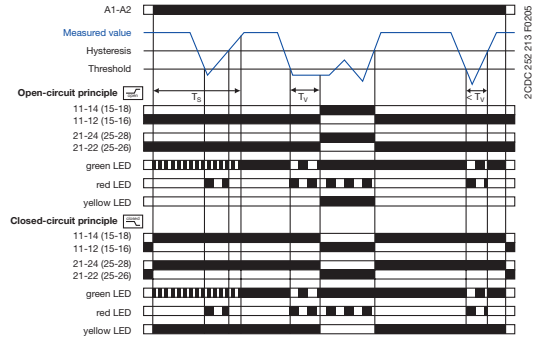 A1-A2
Measured value
Hysteresis
Threshold
Open-circuit principle open
TS TV < TV
11-14 (15-18)
11-12 (15-16)
21-24 (25-28)
21-22 (25-26)
green LED
red LED
yellow LED
Closed-circuit principle closed
11-14 (15-18)
11-12 (15-16)
21-24 (25-28)
21-22 (25-26)
green LED
red LED
yellow LED
2CDC 252 213 F0205